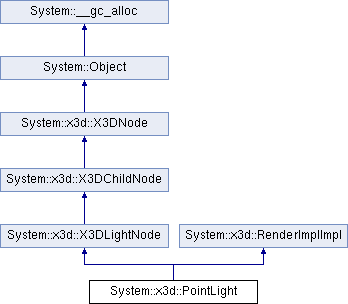 System::__gc_alloc
System::Object
System::x3d::X3DNode
System::x3d::X3DChildNode
System::x3d::X3DLightNode
System::x3d::RenderImplImpl
System::x3d::PointLight